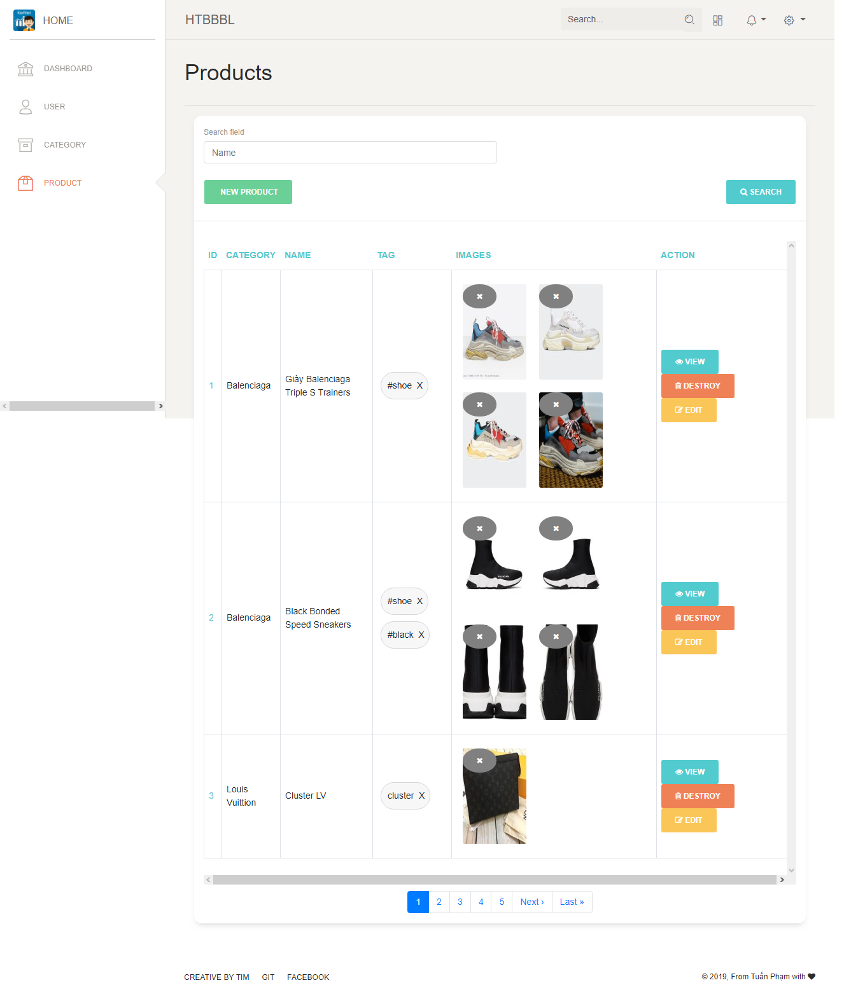 HOME
HTBBBL
Search...
DASHBOARD
USER
CATEGORY
PRODUCT
Products
Search field
Name
NEW PRODUCT
SEARCH
ID CATEGORY NAME TAG IMAGES ACTION
1 Balenciaga
Giày Balenciaga
Triple S Trainers
#shoe X
VIEW
DESTROY
EDIT
2 Balenciaga
Black Bonded
Speed Sneakers
#shoe X
#black X
VIEW
DESTROY
EDIT
3
Louis
Vuittion
Cluster LV
cluster X
VIEW
DESTROY
EDIT
1 2 3 4 5 Next › Last »
CREATIVE BY TIM GIT FACEBOOK
© 2019, From Tuấn Phạm with